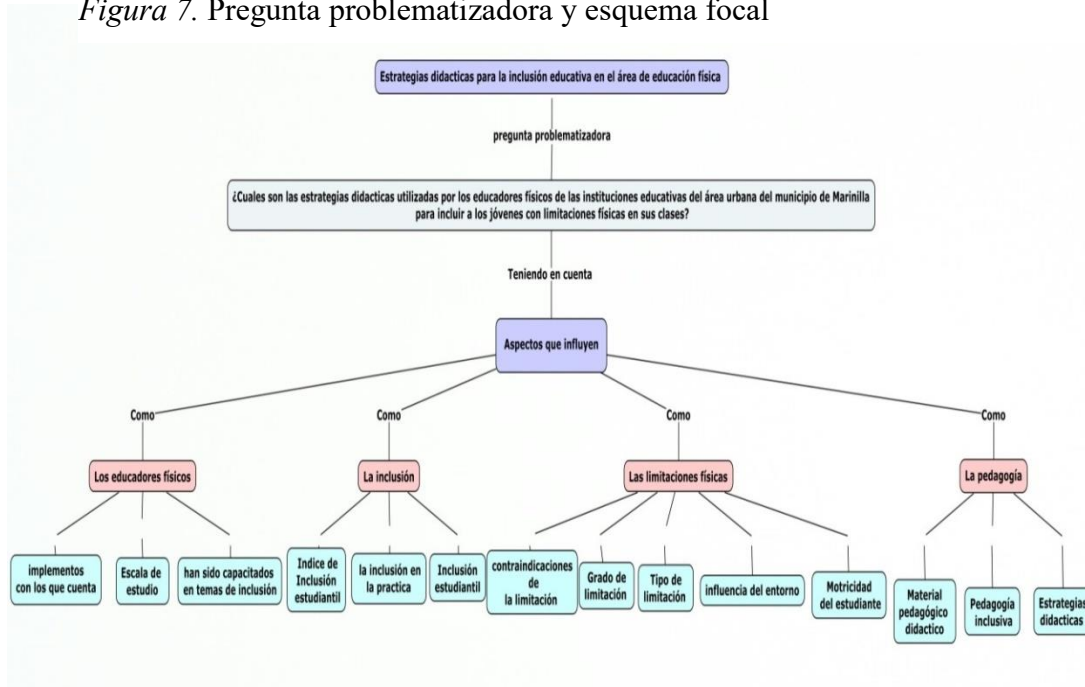 Figura 7. Pregunta problematizadora y esquema focal
Estrategias didacticas para la inclusión educativa en el área de educación física
pregunta problematizadora
¿Cuales son las estrategias didacticas utilizadas por los educadores físicos de las instituciones educativas del área urbana del municipio de Marinilla
para incluir a los jóvenes con limitaciones físicas en sus clases?
Teniendo en cuenta
Aspectos que influyen
Como
Como
Como
Como
Los educadores físicos
La inclusión
Las limitaciones físicas
La pedagogía
implementos
con los que cuenta
Escala de
estudio
han sido capacitados
en temas de inclusión
Indice de
Inclusión
estudiantil
la inclusión en
la practica
Inclusión
estudiantil
contraindicaciones
de
la limitación
Grado de
limitación
Tipo de
limitación
influencia del entorno
Motricidad
del estudiante
Material
pedagógico
didactico
Pedagogía
inclusiva
Estrategias
didacticas